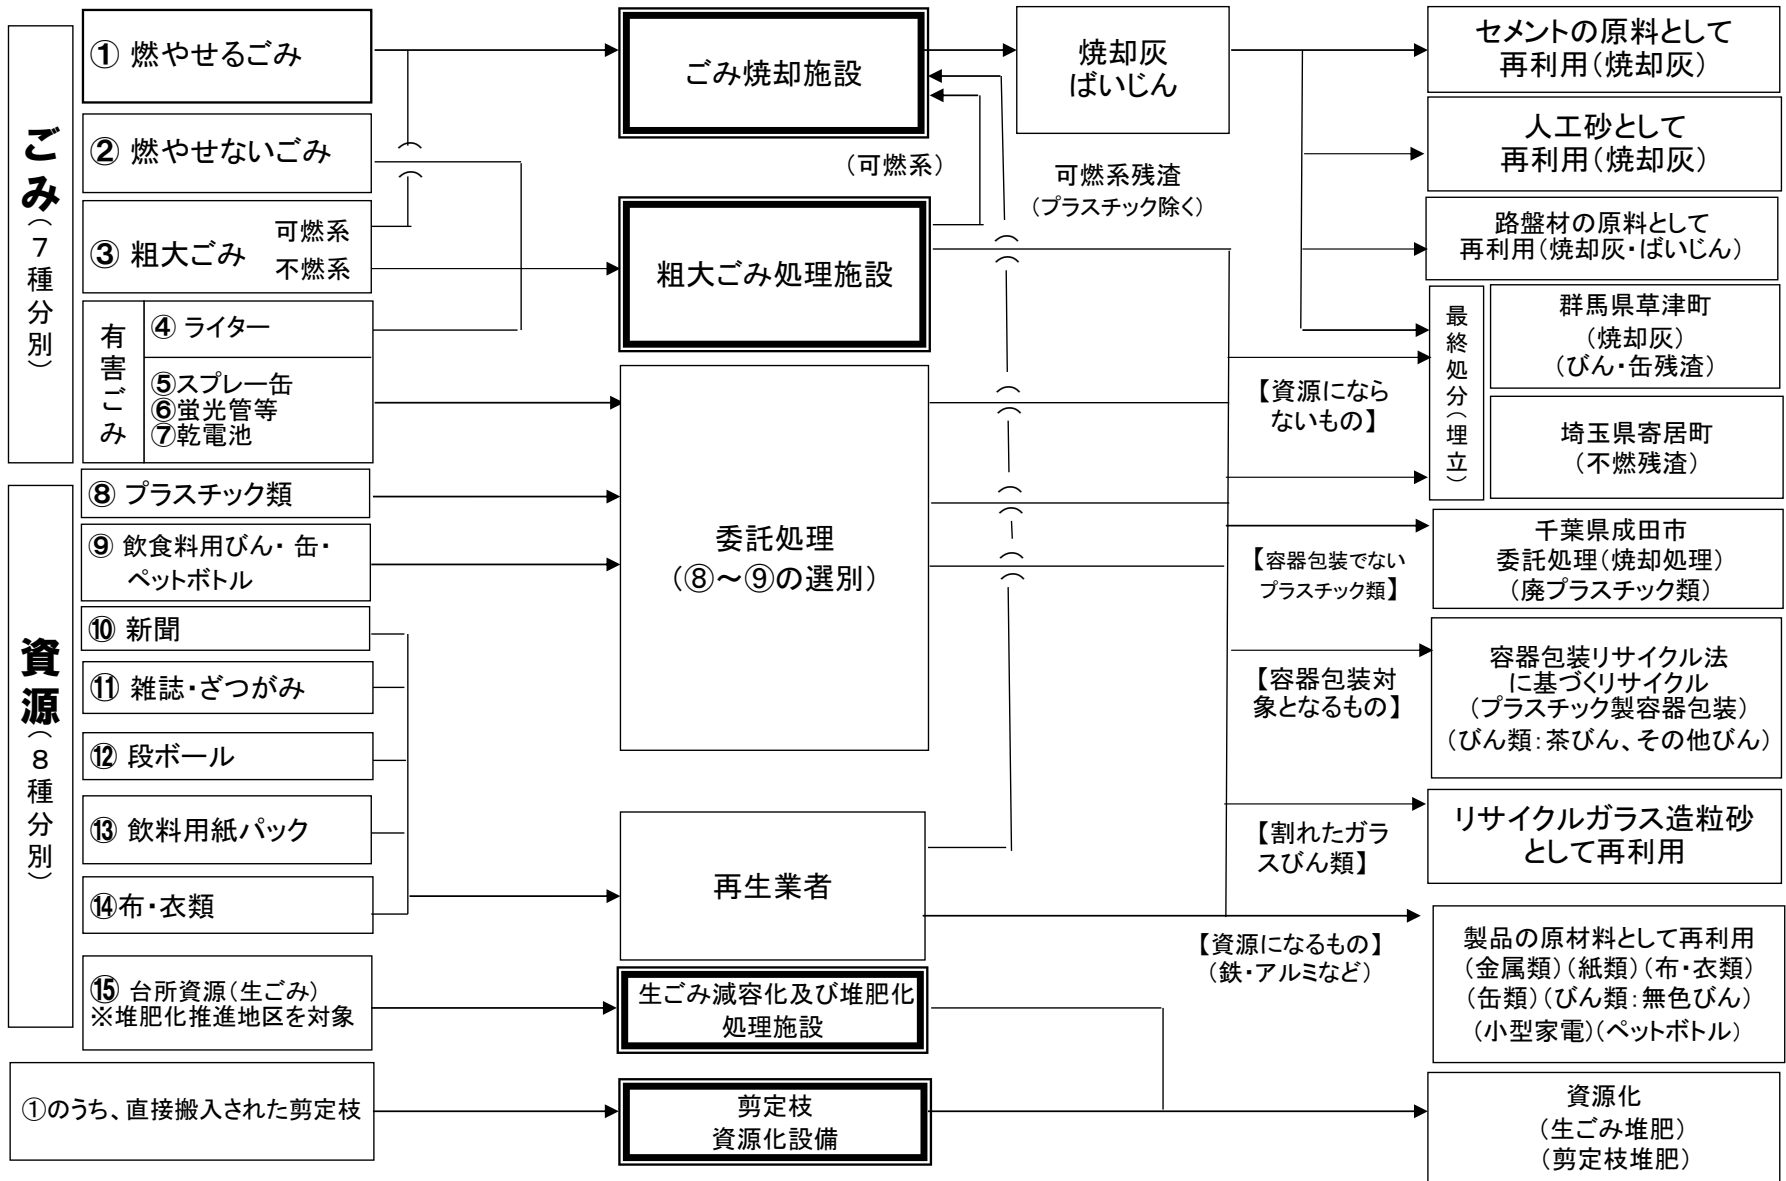 ごみ（7種分別）
① 燃やせるごみ
② 燃やせないごみ
③ 粗大ごみ
可燃系
不燃系
有害ごみ
④ ライター
⑤スプレー缶
⑥蛍光管等
⑦乾電池
資源（8種分別）
⑧ プラスチック類
⑨ 飲食料用びん・ 缶・
ペットボトル
⑩ 新聞
⑪ 雑誌・ざつがみ
⑫ 段ボール
⑬ 飲料用紙パック
⑭布・衣類
⑮ 台所資源（生ごみ）
※堆肥化推進地区を対象
①のうち、直接搬入された剪定枝
ごみ焼却施設
（可燃系）
粗大ごみ処理施設
委託処理
（⑧～⑨の選別）
再生業者
生ごみ減容化及び堆肥化
処理施設
剪定枝
資源化設備
焼却灰
ばいじん
可燃系残渣
（プラスチック除く）
【資源になら
ないもの】
【容器包装でない
プラスチック類】
【容器包装対
象となるもの】
【割れたガラ
スびん類】
【資源になるもの】
（鉄・アルミなど）
セメントの原料として
再利用（焼却灰）
人工砂として
再利用（焼却灰）
路盤材の原料として
再利用（焼却灰・ばいじん）
最終処分（埋立）
群馬県草津町
（焼却灰）
（びん・缶残渣）
埼玉県寄居町
（不燃残渣）
千葉県成田市
委託処理（焼却処理）
（廃プラスチック類）
容器包装リサイクル法
に基づくリサイクル
（プラスチック製容器包装）
（びん類：茶びん、その他びん）
リサイクルガラス造粒砂
として再利用
製品の原材料として再利用
（金属類）（紙類）（布・衣類）
（缶類）（びん類：無色びん）
（小型家電）（ペットボトル）
資源化
（生ごみ堆肥）
（剪定枝堆肥）